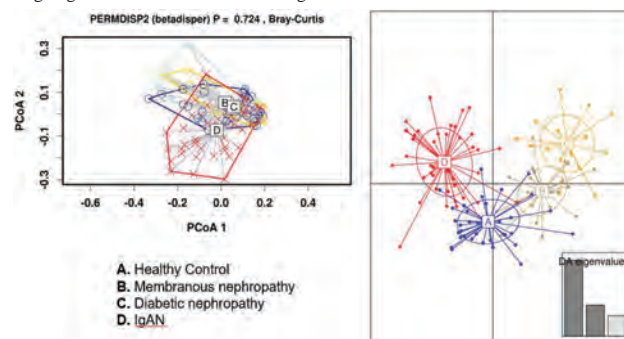 PERMDISP2 (betadisper) P = 0.724 , Bray-Curtis
PCoA 2
0.3
0.1
-0.1
-0.3
B
C
D
-0.6
-0.4
-0.2
0.0
0.2
0.4
PCoA 1
A. Healthy Control
B. Membranous nephropathy
C. Diabetic nephropathy
D. IgAN
D
A
DA eigenvalue